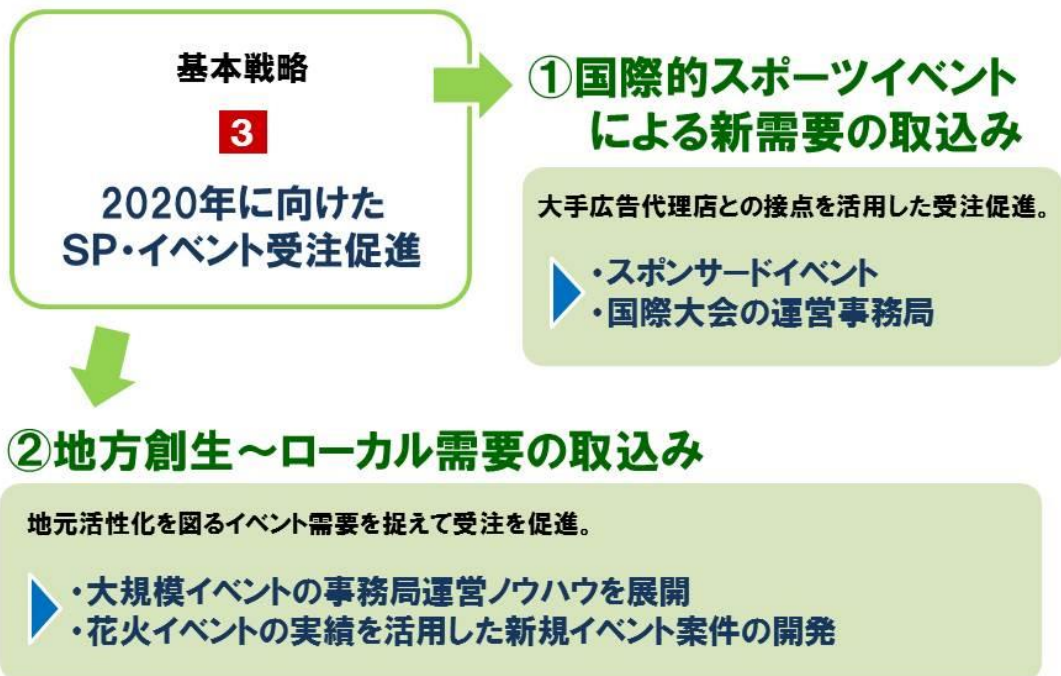 基本戦略
3
2020年に向けた
SP・イベント受注促進
①国際的スポーツイベント
による新需要の取込み
大手広告代理店との接点を活用した受注促進。
・スポンサードイベント
・国際大会の運営事務局
②地方創生～ローカル需要の取込み
地元活性化を図るイベント需要を捉えて受注を促進。
・大規模イベントの事務局運営ノウハウを展開
・花火イベントの実績を活用した新規イベント案件の開発